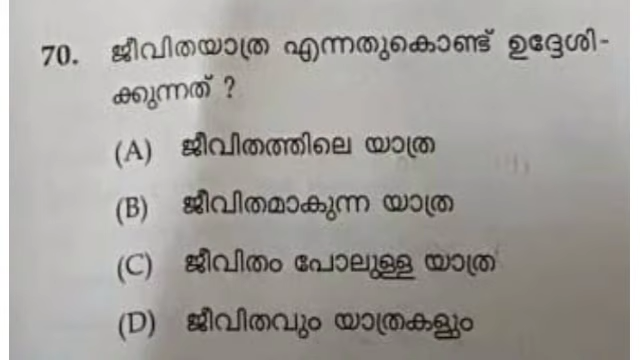 70. ജീവിതയാത്ര എന്നതുകൊണ്ട് ഉദ്ദേശി-
ക്കുന്നത് ?
(A) ജീവിതത്തിലെ യാത്ര
(B) ജീവിതമാകുന്ന യാത്ര
(C) ജീവിതം പോലുള്ള യാത്ര
(D) ജീവിതവും യാത്രകളും